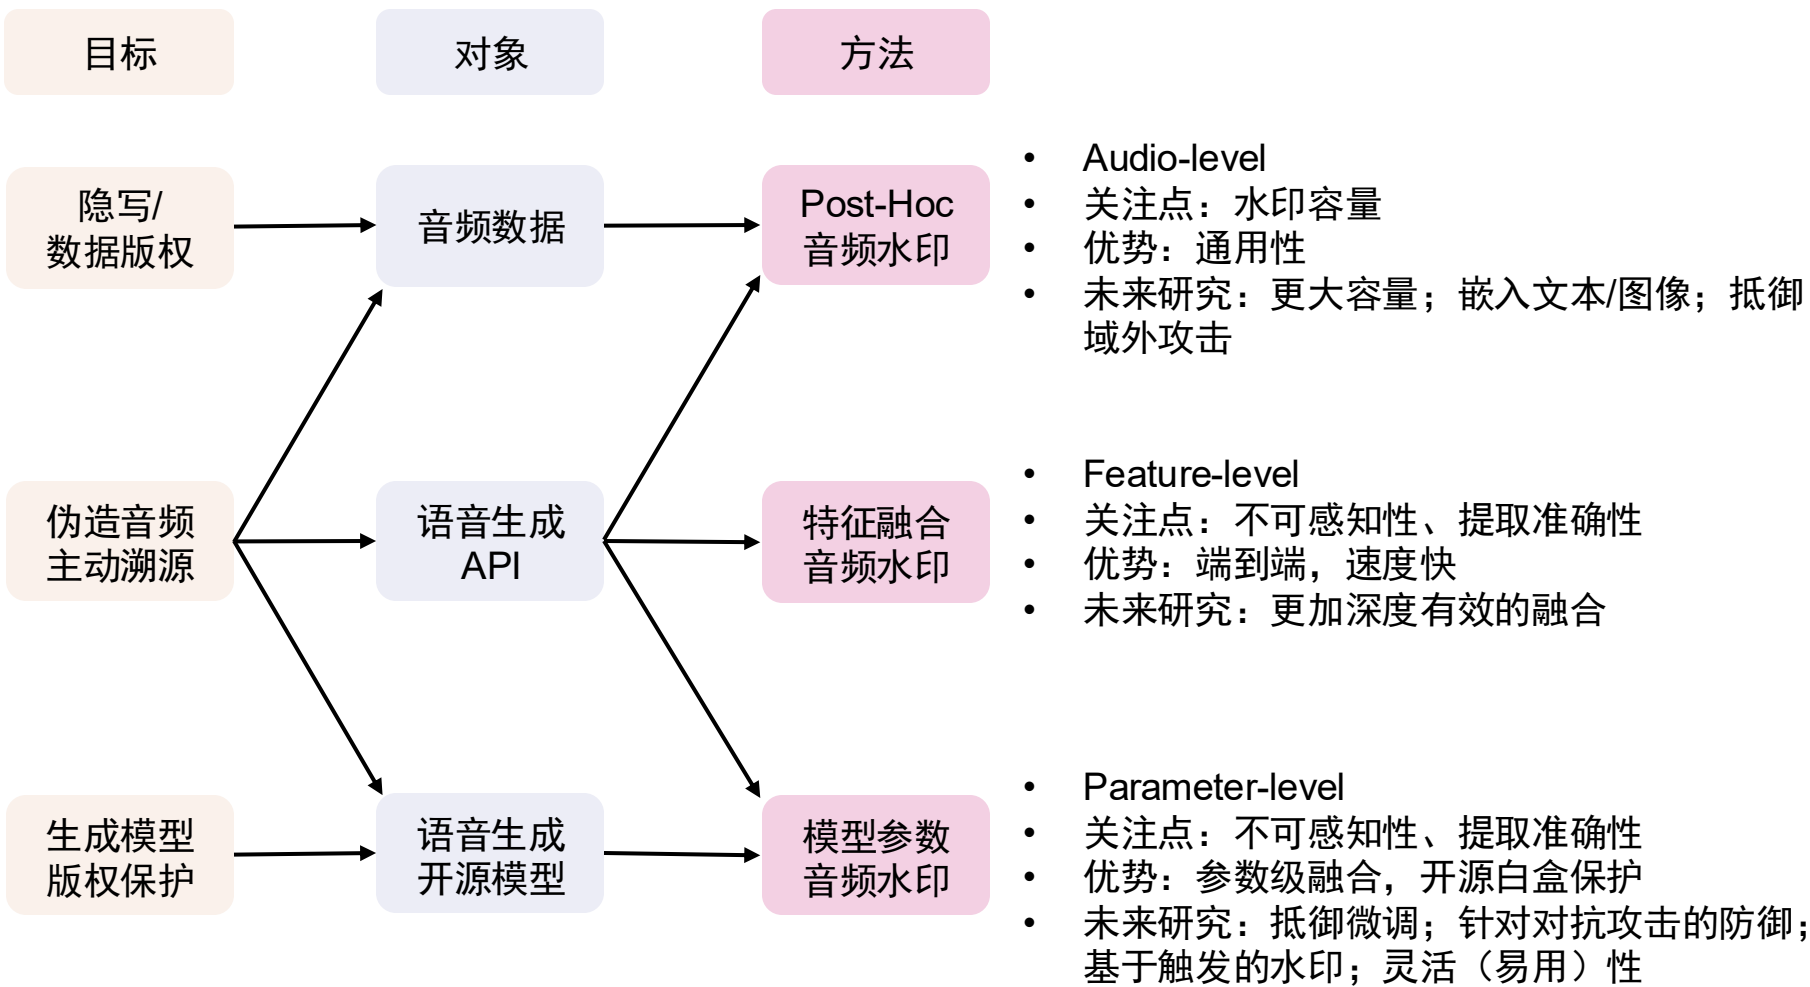 目标
对象
方法
隐写/
数据版权
音频数据
Post-Hoc
音频水印
• Audio-level
• 关注点：水印容量
• 优势：通用性
• 未来研究：更大容量；嵌入文本/图像；抵御
域外攻击
伪造音频
主动溯源
语音生成
API
特征融合
音频水印
• Feature-level
• 关注点：不可感知性、提取准确性
• 优势：端到端，速度快
• 未来研究：更加深度有效的融合
生成模型
版权保护
语音生成
开源模型
模型参数
音频水印
• Parameter-level
• 关注点：不可感知性、提取准确性
• 优势：参数级融合，开源白盒保护
• 未来研究：抵御微调；针对对抗攻击的防御；
基于触发的水印；灵活（易用）性